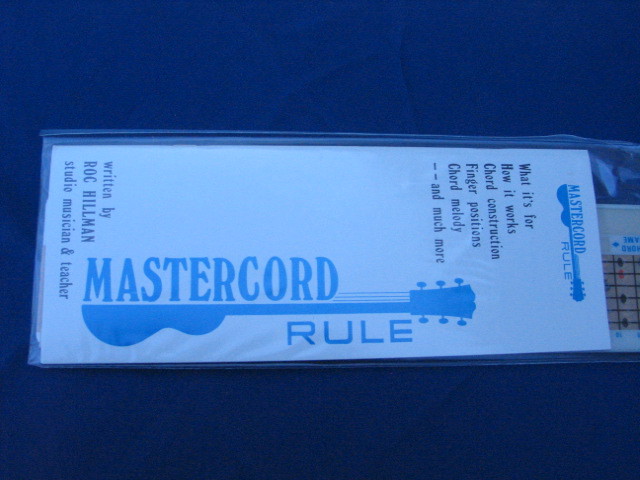 MASTERCORD
RULE
What it's for
How it works
Chord construction
Finger positions
Chord melody
-- and much more
written by
ROC HILLMAN
studio musician & teacher
MASTERCORD
RULE